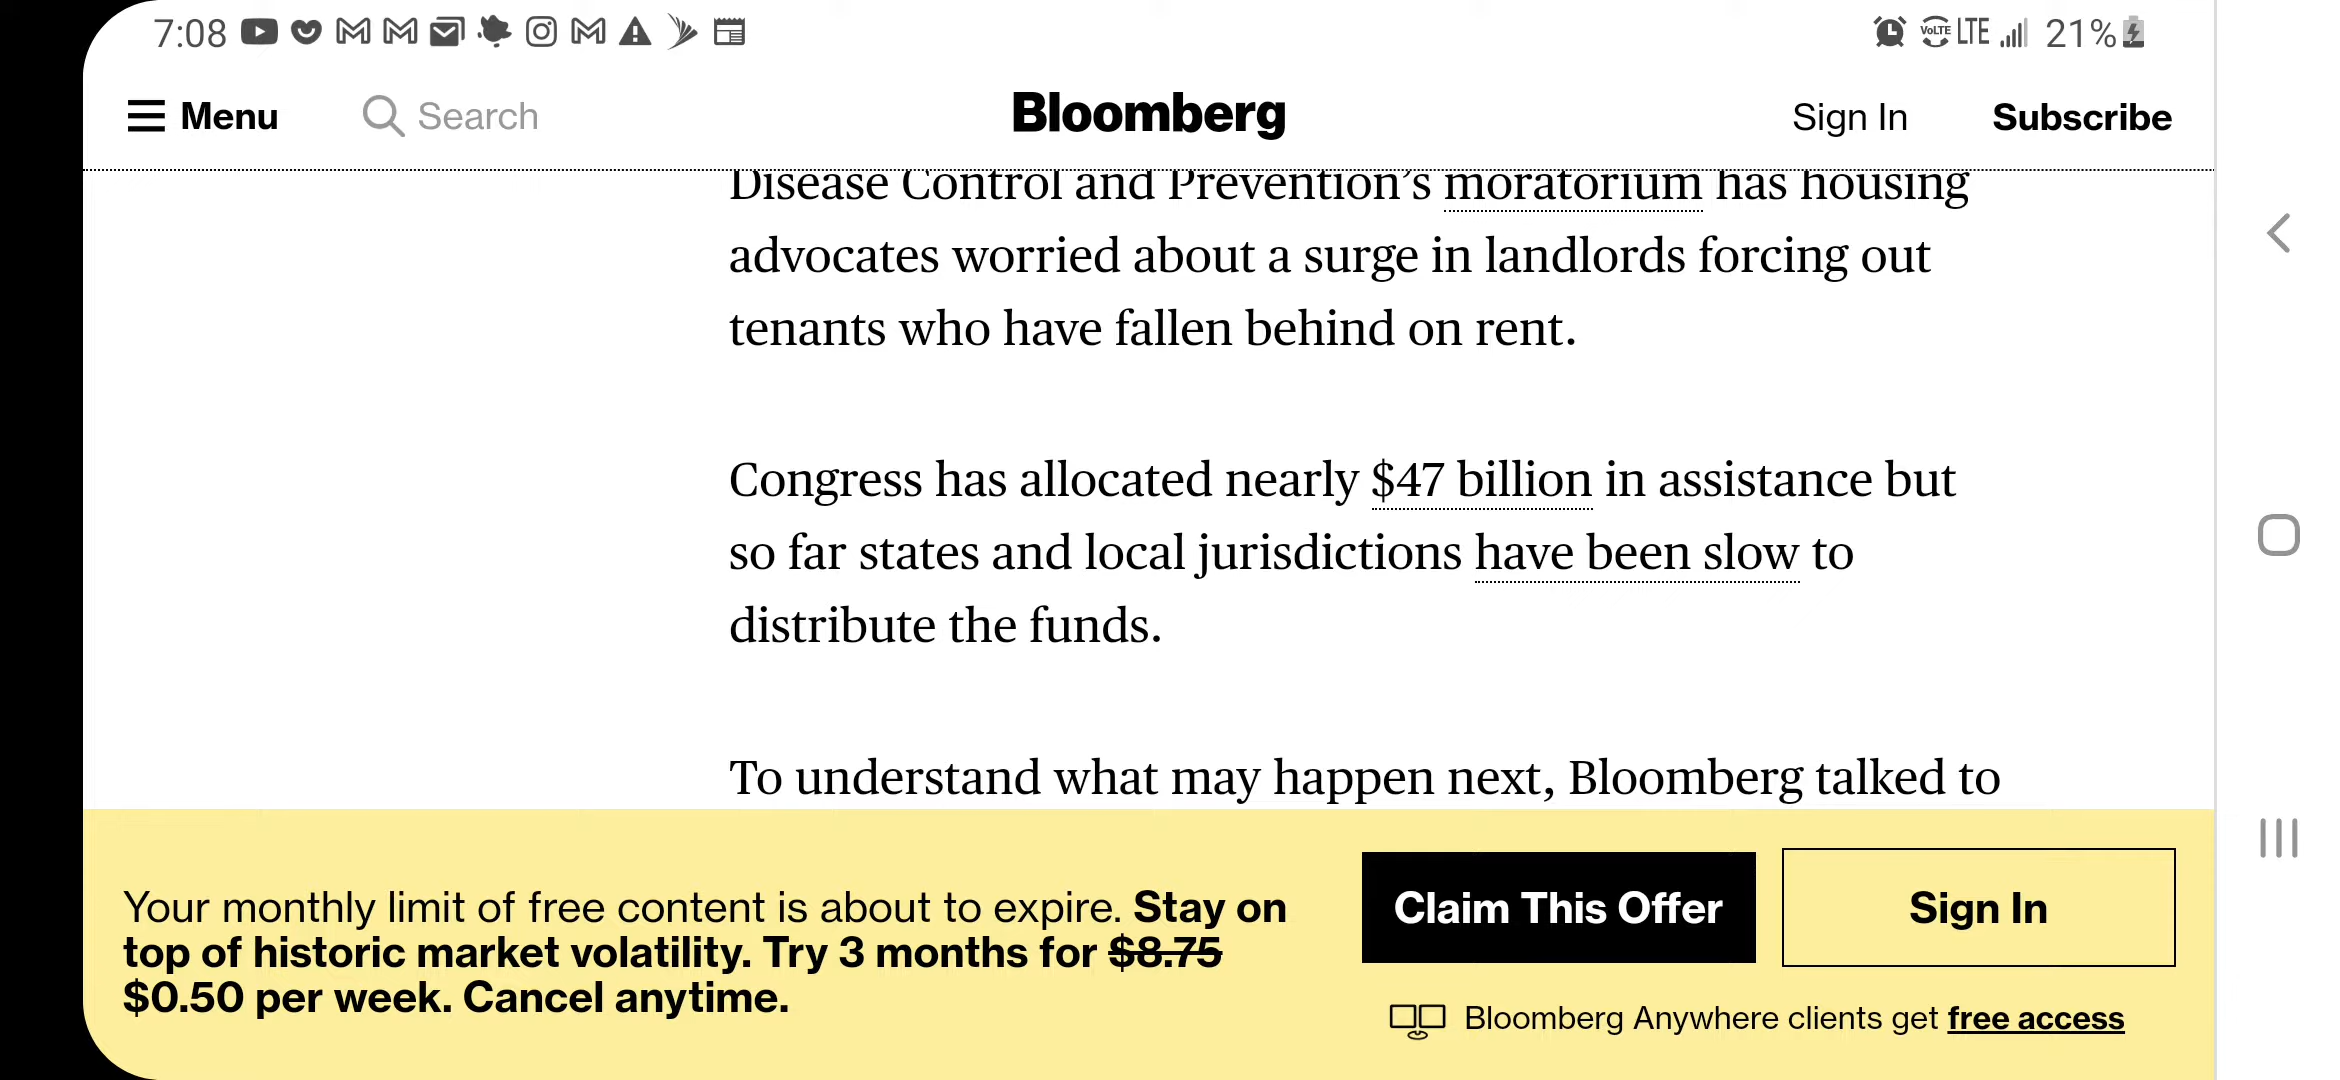 7:08 VoLTE LTE 21%
Menu Search Bloomberg Sign In Subscribe
Disease Control and Prevention’s moratorium has housing
advocates worried about a surge in landlords forcing out
tenants who have fallen behind on rent.
Congress has allocated nearly $47 billion in assistance but
so far states and local jurisdictions have been slow to
distribute the funds.
To understand what may happen next, Bloomberg talked to
Your monthly limit of free content is about to expire. Stay on
top of historic market volatility. Try 3 months for $8.75
$0.50 per week. Cancel anytime.
Claim This Offer
Sign In
Bloomberg Anywhere clients get free access